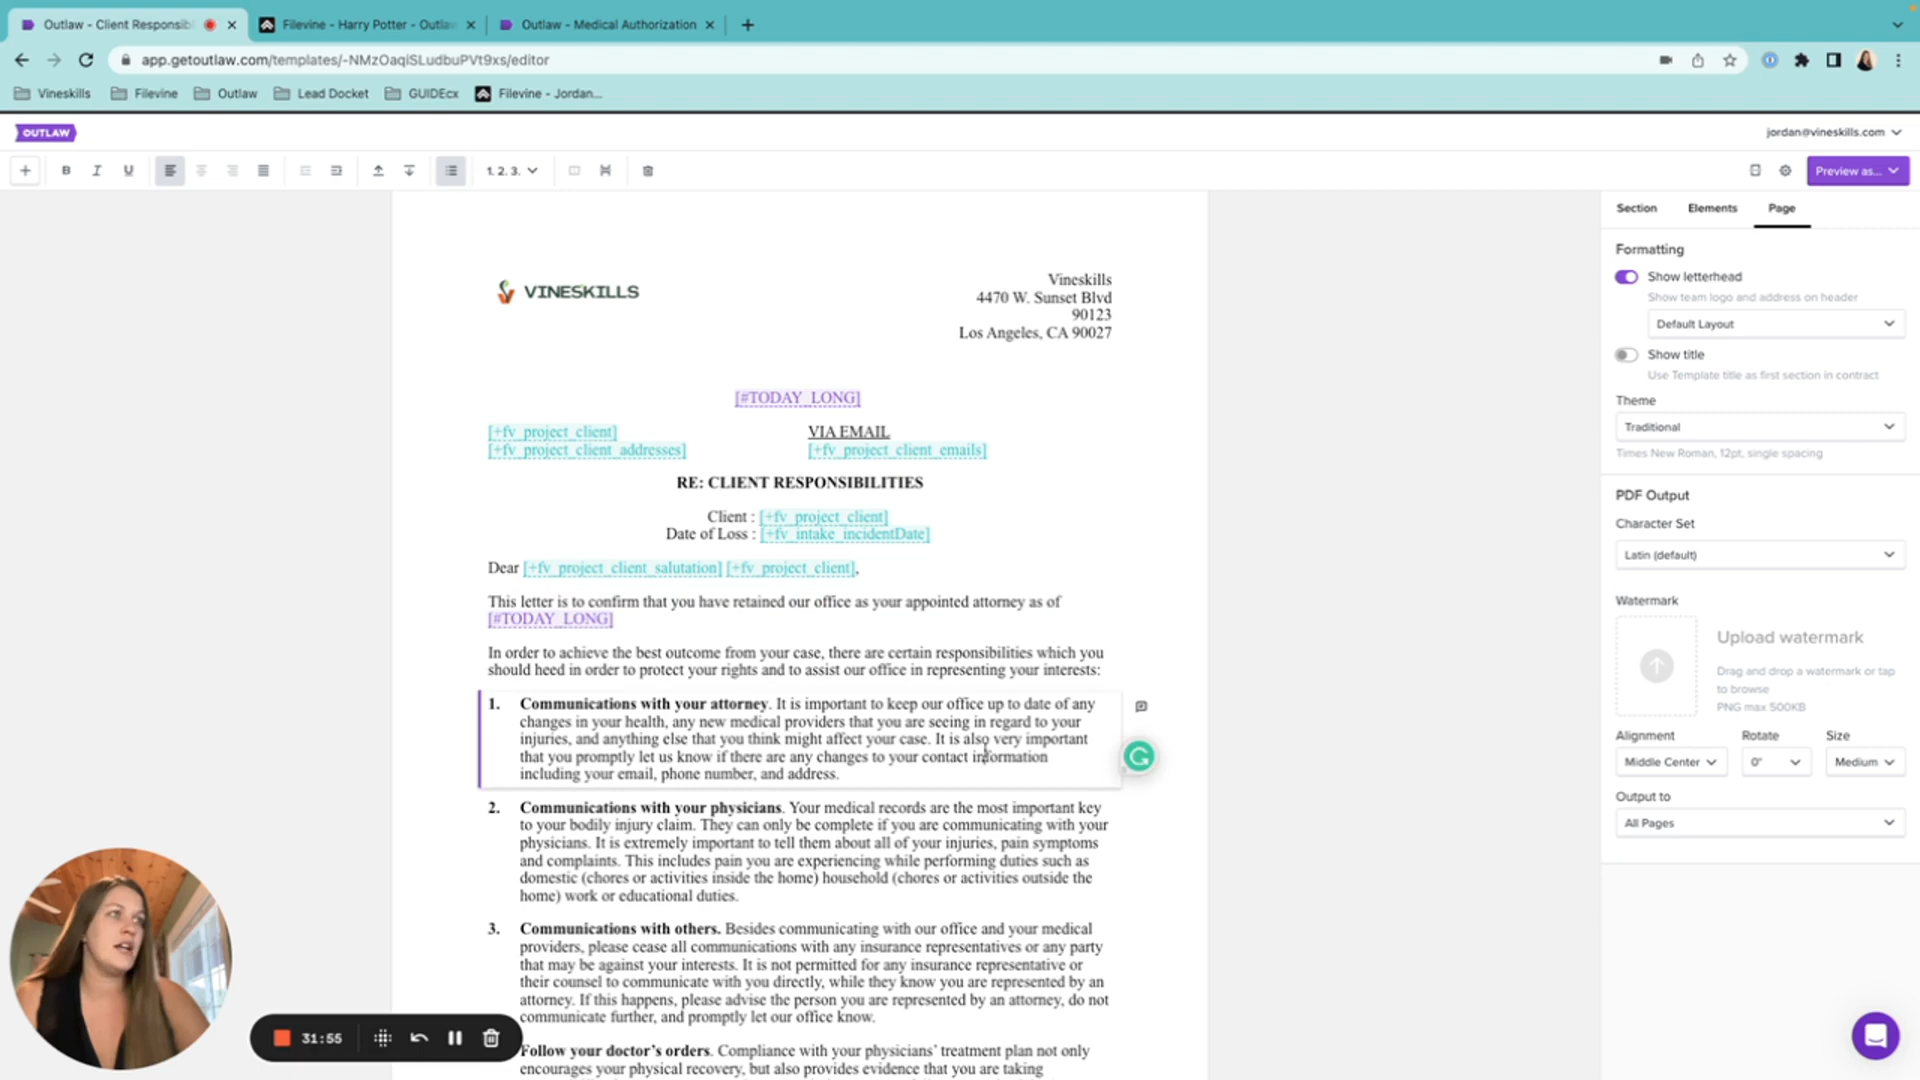 Outlaw - Client Responsib
Filevine - Harry Potter - Outla
Outlaw - Medical Authorization
app.getoutlaw.com/templates/-NMzOaqiSLudbuPVt9xs/editor
Vineskills
Filevine
Outlaw
Lead Docket
GUIDEcx
Filevine - Jordan...
OUTLAW
jordan@vineskills.com
B I U
1. 2. 3.
Preview as...
Section
Elements
Page
VINESKILLS
Vineskills
4470 W. Sunset Blvd
90123
Los Angeles, CA 90027
[#TODAY_LONG]
[+fv_project_client]
VIA EMAIL
[+fv_project_client_addresses]
[+fv_project_client_emails]
RE: CLIENT RESPONSIBILITIES
Client : [+fv_project_client]
Date of Loss : [+fv_intake_incidentDate]
Dear [+fv_project_client_salutation] [+fv_project_client],
This letter is to confirm that you have retained our office as your appointed attorney as of
[#TODAY_LONG]
In order to achieve the best outcome from your case, there are certain responsibilities which you
should heed in order to protect your rights and to assist our office in representing your interests:
1. Communications with your attorney. It is important to keep our office up to date of any
changes in your health, any new medical providers that you are seeing in regard to your
injuries, and anything else that you think might affect your case. It is also very important
that you promptly let us know if there are any changes to your contact information
including your email, phone number, and address.
2. Communications with your physicians. Your medical records are the most important key
to your bodily injury claim. They can only be complete if you are communicating with your
physicians. It is extremely important to tell them about all of your injuries, pain symptoms
and complaints. This includes pain you are experiencing while performing duties such as
domestic (chores or activities inside the home) household (chores or activities outside the
home) work or educational duties.
3. Communications with others. Besides communicating with our office and your medical
providers, please cease all communications with any insurance representatives or any party
that may be against your interests. It is not permitted for any insurance representative or
their counsel to communicate with you directly, while they know you are represented by an
attorney. If this happens, please advise the person you are represented by an attorney, do not
communicate further, and promptly let our office know.
Follow your doctor's orders. Compliance with your physicians' treatment plan not only
encourages your physical recovery, but also provides evidence that you are taking
31:55
Formatting
Show letterhead
Show team logo and address on header
Default Layout
Show title
Use Template title as first section in contract
Theme
Traditional
Times New Roman, 12pt, single spacing
PDF Output
Character Set
Latin (default)
Watermark
Upload watermark
Drag and drop a watermark or tap
to browse
PNG max 500KB
Alignment
Rotate
Size
Middle Center
0°
Medium
Output to
All Pages